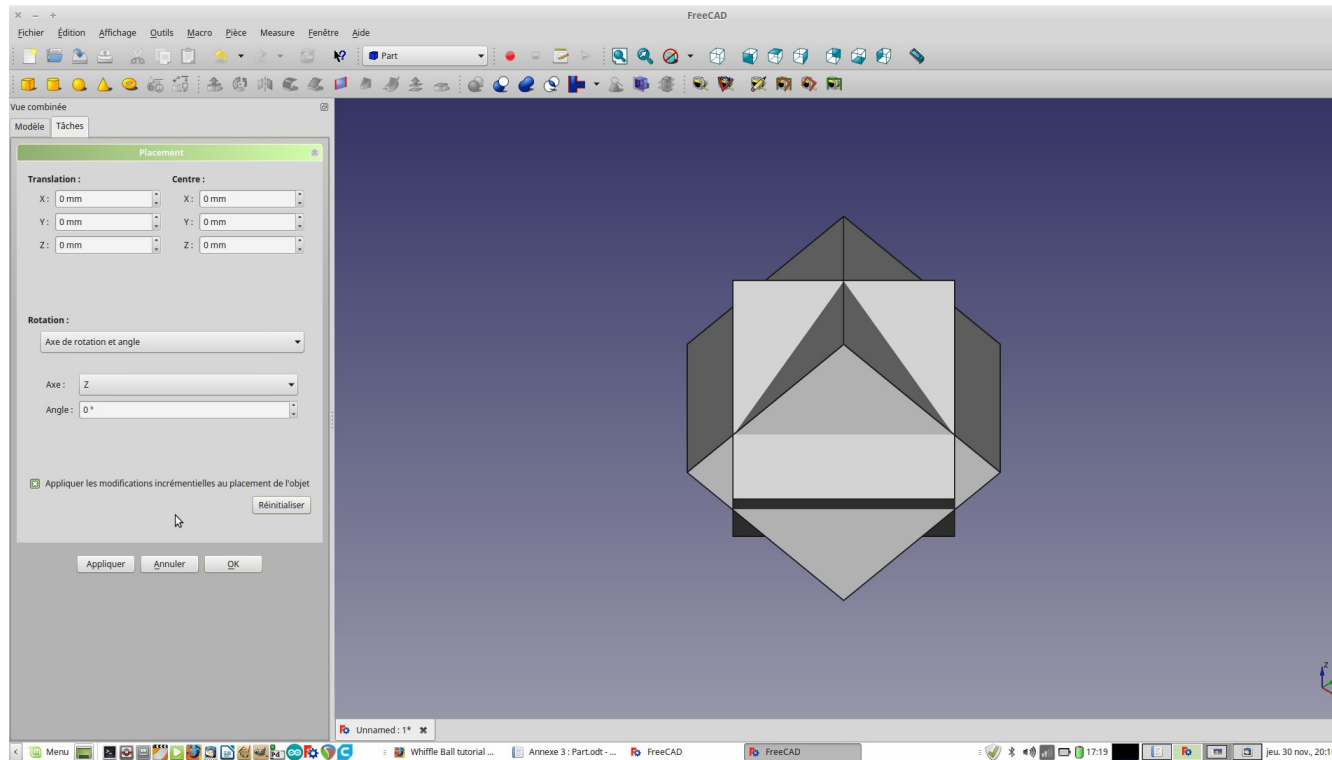 FreeCAD
Fichier Édition Affichage Outils Macro Pièce Measure Fenêtre Aide
Part
Vue combinée
Modèle Tâches
Placement
Translation : Centre :
X : 0 mm X : 0 mm
Y : 0 mm Y : 0 mm
Z : 0 mm Z : 0 mm
Rotation :
Axe de rotation et angle
Axe : Z
Angle : 0 °
Appliquer les modifications incrémentielles au placement de l'objet
Réinitialiser
Appliquer Annuler OK
Z
Unnamed : 1*
Menu Whiffle Ball tutorial ... Annexe 3 : Part.odt - ... FreeCAD FreeCAD 17:19 jeu. 30 nov., 20:1